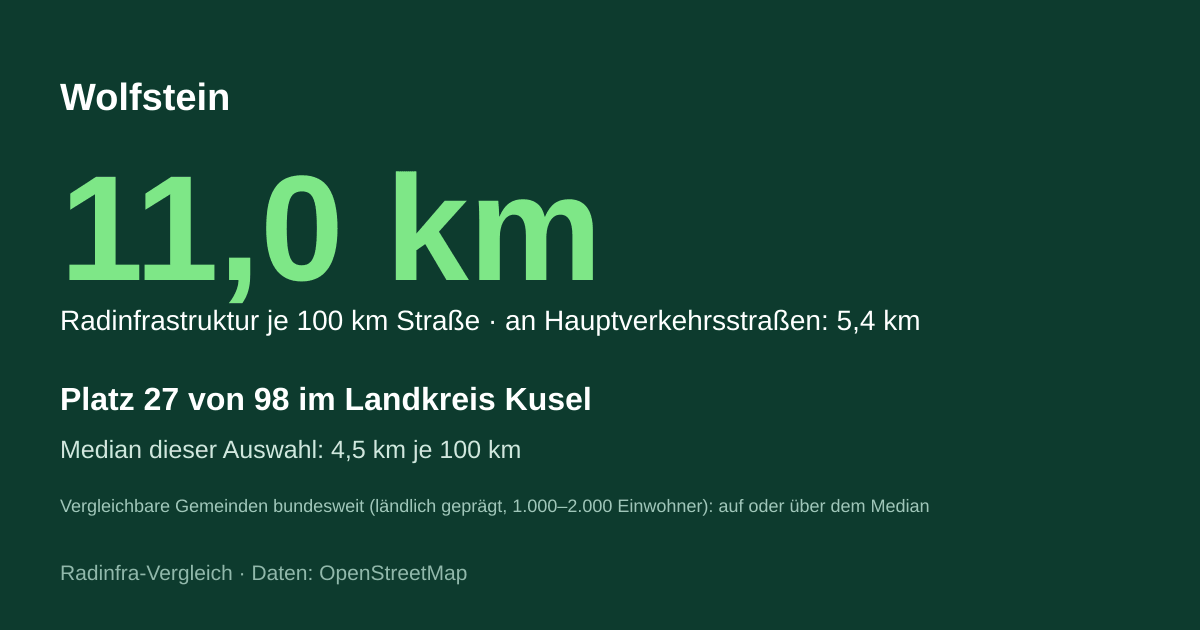 Wolfstein
11,0 km
Radinfrastruktur je 100 km Straße · an Hauptverkehrsstraßen: 5,4 km
Platz 27 von 98 im Landkreis Kusel
Median dieser Auswahl: 4,5 km je 100 km
Vergleichbare Gemeinden bundesweit (ländlich geprägt, 1.000–2.000 Einwohner): auf oder über dem Median
Radinfra-Vergleich · Daten: OpenStreetMap